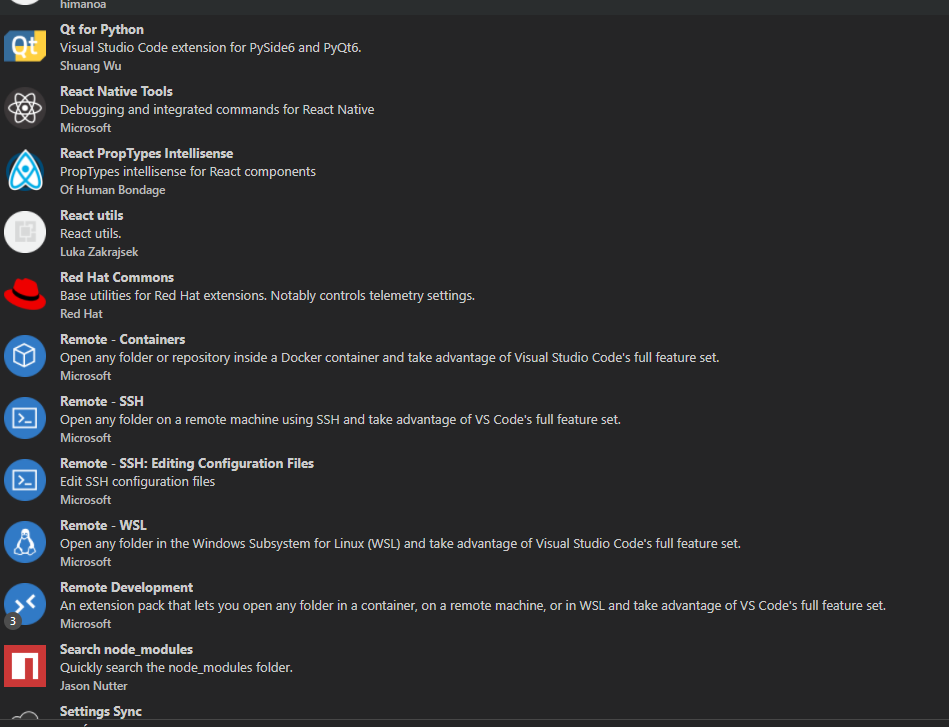 himanoa
Qt for Python
Qt
Visual Studio Code extension for PySide6 and PyQt6.
Shuang Wu
React Native Tools
Debugging and integrated commands for React Native
Microsoft
React PropTypes Intellisense
PropTypes intellisense for React components
Of Human Bondage
React utils
React utils.
Luka Zakrajsek
Red Hat Commons
Base utilities for Red Hat extensions. Notably controls telemetry settings.
Red Hat
Remote - Containers
Open any folder or repository inside a Docker container and take advantage of Visual Studio Code's full feature set.
Microsoft
Remote - SSH
Open any folder on a remote machine using SSH and take advantage of VS Code's full feature set.
Microsoft
Remote - SSH: Editing Configuration Files
Edit SSH configuration files
Microsoft
Remote - WSL
Open any folder in the Windows Subsystem for Linux (WSL) and take advantage of Visual Studio Code's full feature set.
Microsoft
Remote Development
An extension pack that lets you open any folder in a container, on a remote machine, or in WSL and take advantage of VS Code's full feature set.
3
Microsoft
Search node_modules
Quickly search the node_modules folder.
Jason Nutter
Settings Sync